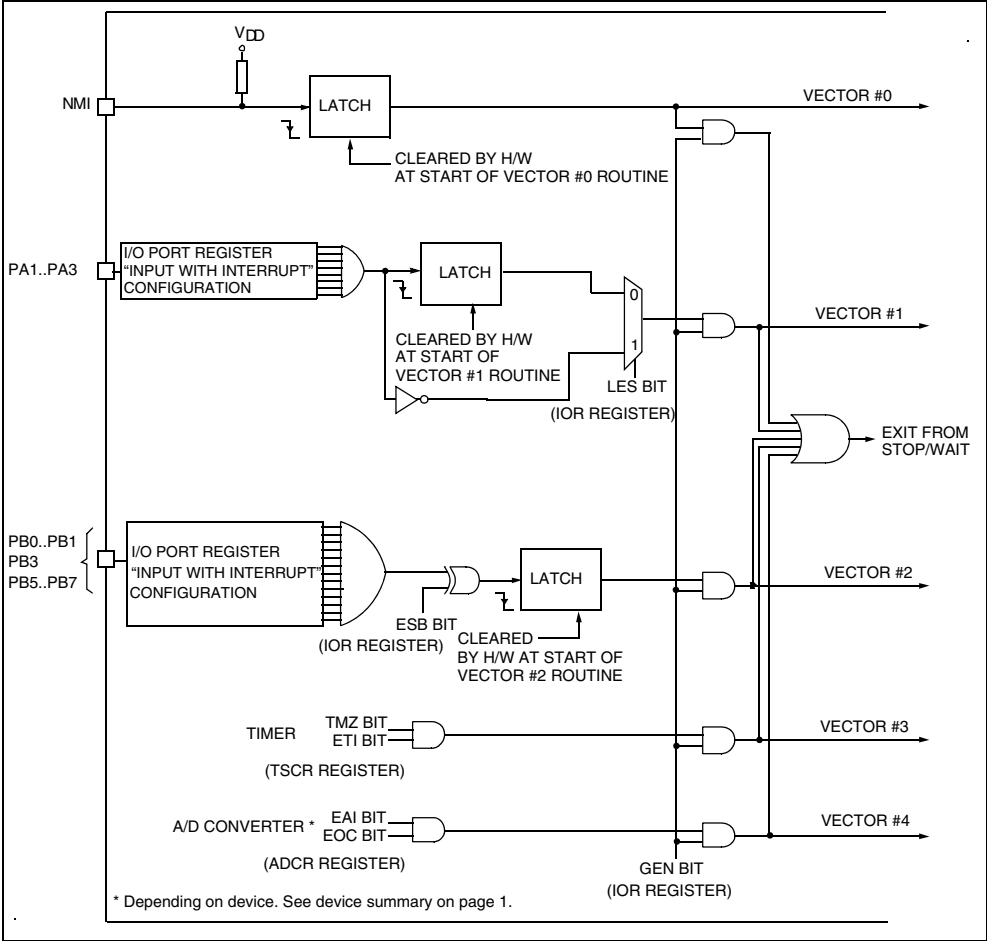 VDD
NMI
LATCH
VECTOR #0
CLEARED BY H/W
AT START OF VECTOR #0 ROUTINE
PA1..PA3
I/O PORT REGISTER
“INPUT WITH INTERRUPT”
CONFIGURATION
LATCH
0
VECTOR #1
CLEARED BY H/W
AT START OF
VECTOR #1 ROUTINE
1
LES BIT
(IOR REGISTER)
EXIT FROM
STOP/WAIT
PB0..PB1
PB3
PB5..PB7
I/O PORT REGISTER
“INPUT WITH INTERRUPT”
CONFIGURATION
LATCH
VECTOR #2
ESB BIT
(IOR REGISTER)
CLEARED
BY H/W AT START OF
VECTOR #2 ROUTINE
TIMER
TMZ BIT
ETI BIT
(TSCR REGISTER)
VECTOR #3
A/D CONVERTER *
EAI BIT
EOC BIT
(ADCR REGISTER)
VECTOR #4
GEN BIT
(IOR REGISTER)
* Depending on device. See device summary on page 1.